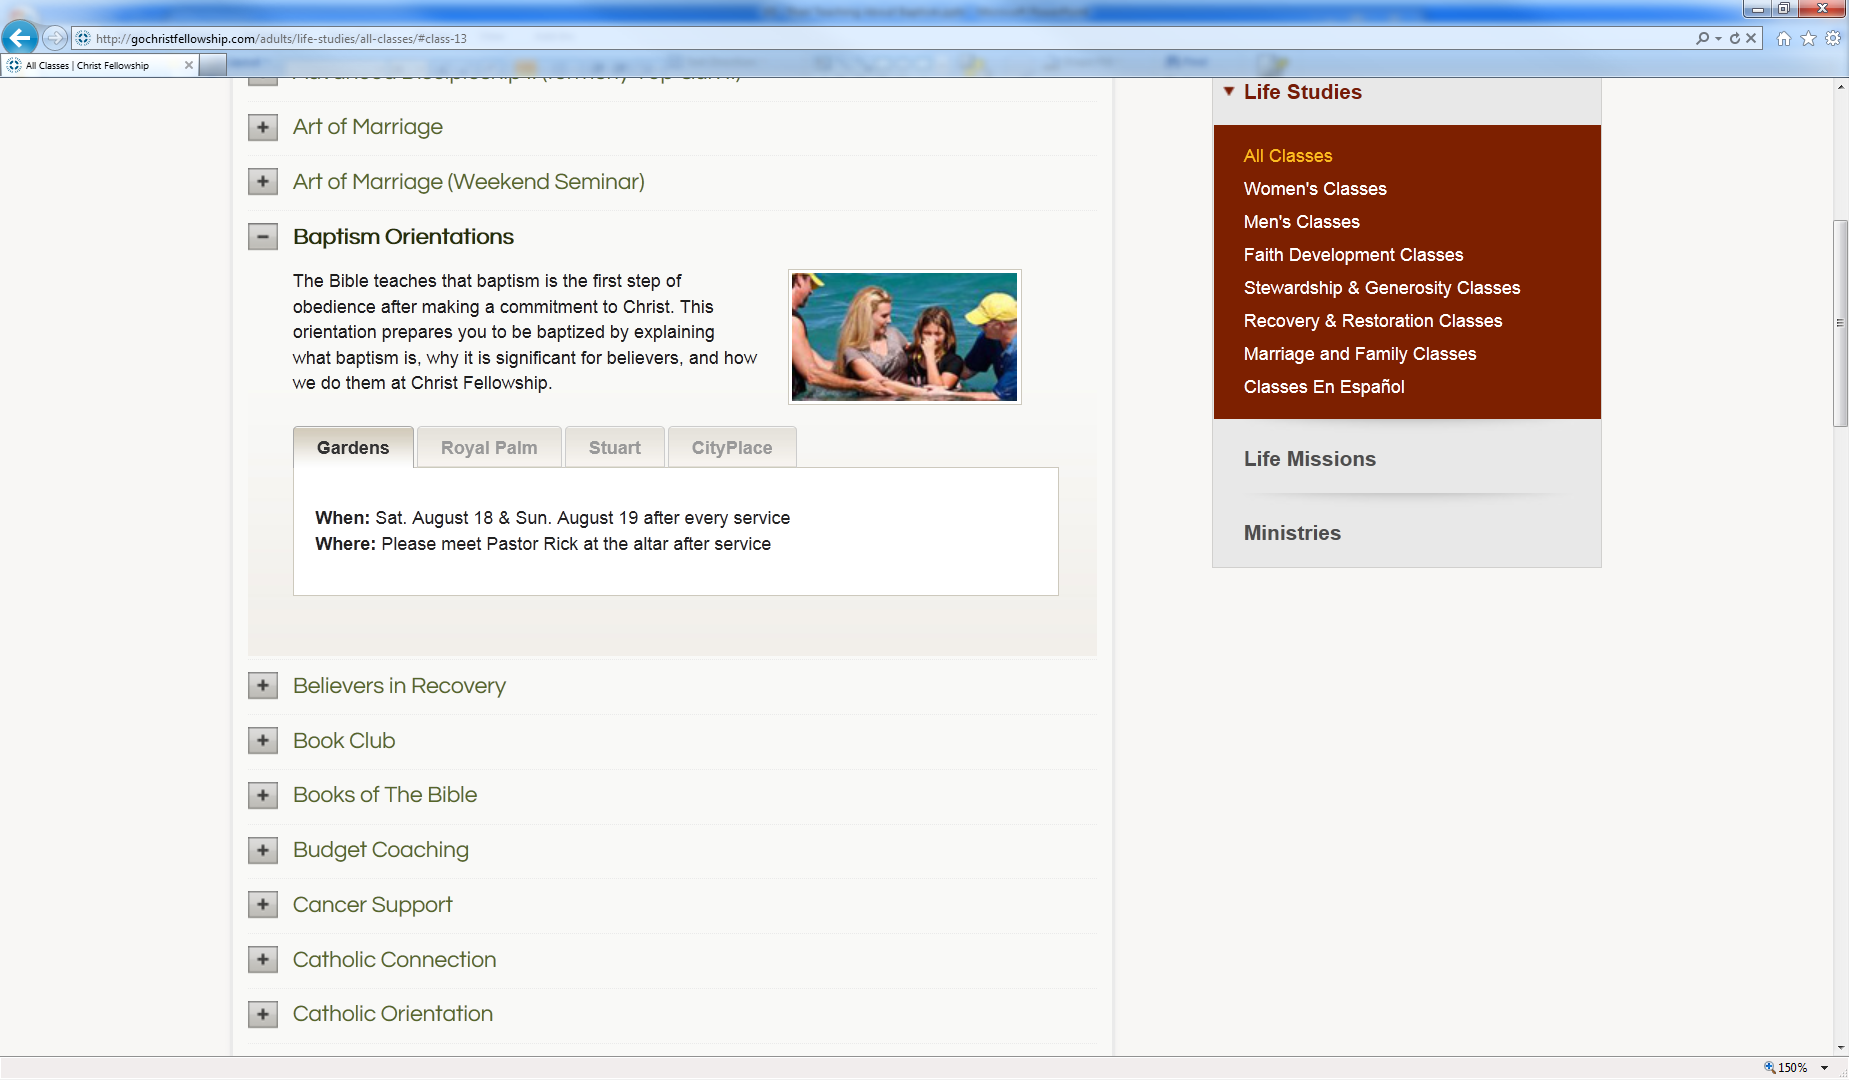 http://gochristfellowship.com/adults/life-studies/all-classes/#class-13
All Classes | Christ Fellowship
Art of Marriage
Art of Marriage (Weekend Seminar)
Baptism Orientations
The Bible teaches that baptism is the first step of
obedience after making a commitment to Christ. This
orientation prepares you to be baptized by explaining
what baptism is, why it is significant for believers, and how
we do them at Christ Fellowship.
Gardens Royal Palm Stuart CityPlace
When: Sat. August 18 & Sun. August 19 after every service
Where: Please meet Pastor Rick at the altar after service
Believers in Recovery
Book Club
Books of The Bible
Budget Coaching
Cancer Support
Catholic Connection
Catholic Orientation
Life Studies
All Classes
Women's Classes
Men's Classes
Faith Development Classes
Stewardship & Generosity Classes
Recovery & Restoration Classes
Marriage and Family Classes
Classes En Español
Life Missions
Ministries
150%